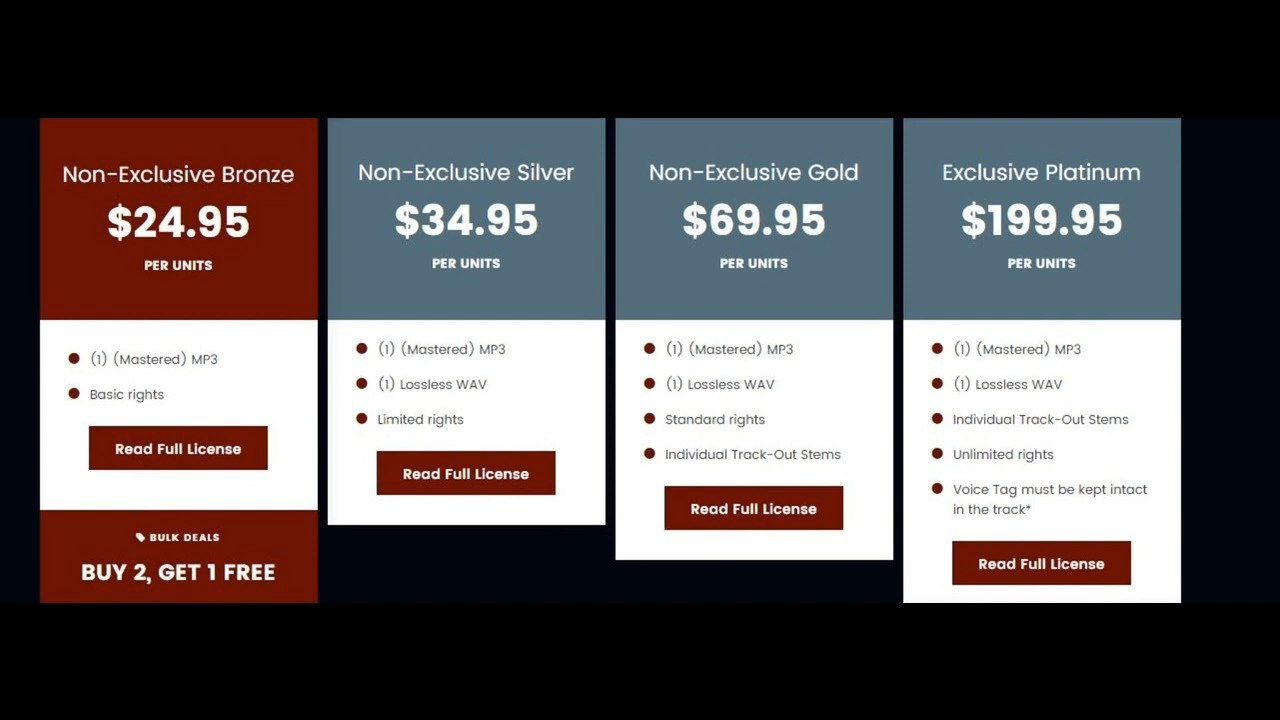 Non-Exclusive Bronze
$24.95
PER UNITS
(1) (Mastered) MP3
Basic rights
Read Full License
BULK DEALS
BUY 2, GET 1 FREE
Non-Exclusive Silver
$34.95
PER UNITS
(1) (Mastered) MP3
(1) Lossless WAV
Limited rights
Read Full License
Non-Exclusive Gold
$69.95
PER UNITS
(1) (Mastered) MP3
(1) Lossless WAV
Standard rights
Individual Track-Out Stems
Read Full License
Exclusive Platinum
$199.95
PER UNITS
(1) (Mastered) MP3
(1) Lossless WAV
Individual Track-Out Stems
Unlimited rights
Voice Tag must be kept intact
in the track*
Read Full License